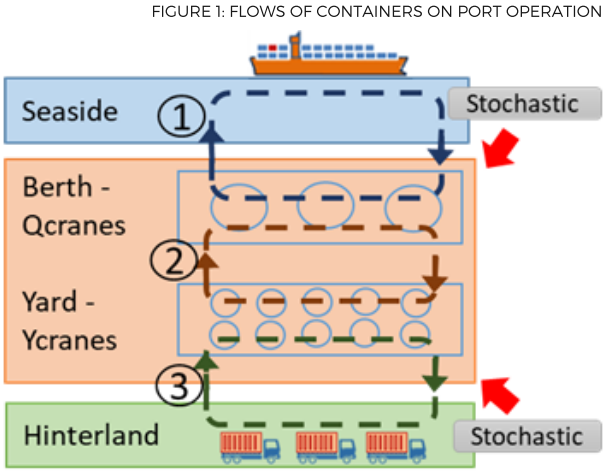 FIGURE 1: FLOWS OF CONTAINERS ON PORT OPERATION
Seaside
1
Stochastic
Berth -
Qcranes
2
Yard -
Ycranes
3
Hinterland
Stochastic